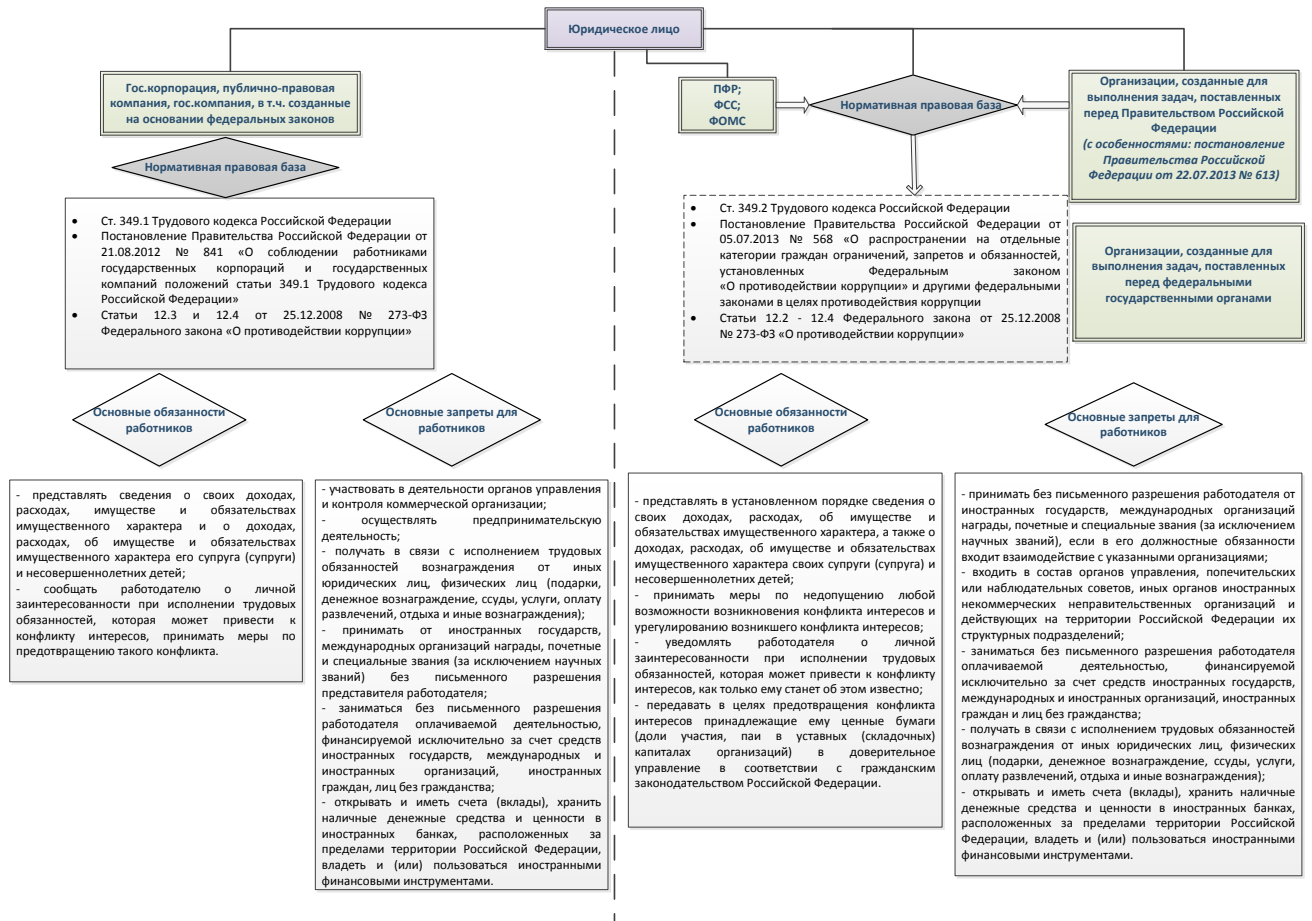 Юридическое лицо
Гос.корпорация, публично-правовая
компания, гос.компания, в т.ч. созданные
на основании федеральных законов
Нормативная правовая база
• Ст. 349.1 Трудового кодекса Российской Федерации
• Постановление Правительства Российской Федерации от
21.08.2012 № 841 «О соблюдении работниками
государственных корпораций и государственных
компаний положений статьи 349.1 Трудового кодекса
Российской Федерации»
• Статьи 12.3 и 12.4 от 25.12.2008 № 273-ФЗ
Федерального закона «О противодействии коррупции»
Основные обязанности
работников
Основные запреты для
работников
- представлять сведения о своих доходах,
расходах, имуществе и обязательствах
имущественного характера и о доходах,
расходах, об имуществе и обязательствах
имущественного характера его супруга (супруги)
и несовершеннолетних детей;
- сообщать работодателю о личной
заинтересованности при исполнении трудовых
обязанностей, которая может привести к
конфликту интересов, принимать меры по
предотвращению такого конфликта.
- участвовать в деятельности органов управления
и контроля коммерческой организации;
- осуществлять предпринимательскую
деятельность;
- получать в связи с исполнением трудовых
обязанностей вознаграждения от иных
юридических лиц, физических лиц (подарки,
денежное вознаграждение, ссуды, услуги, оплату
развлечений, отдыха и иные вознаграждения);
- принимать от иностранных государств,
международных организаций награды, почетные
и специальные звания (за исключением научных
званий) без письменного разрешения
представителя работодателя;
- заниматься без письменного разрешения
работодателя оплачиваемой деятельностью,
финансируемой исключительно за счет средств
иностранных государств, международных и
иностранных организаций, иностранных
граждан, лиц без гражданства;
- открывать и иметь счета (вклады), хранить
наличные денежные средства и ценности в
иностранных банках, расположенных за
пределами территории Российской Федерации,
владеть и (или) пользоваться иностранными
финансовыми инструментами.
ПФР;
ФСС;
ФОМС
Нормативная правовая база
Организации, созданные для
выполнения задач, поставленных
перед Правительством Российской
Федерации
(с особенностями: постановление
Правительства Российской
Федерации от 22.07.2013 № 613)
• Ст. 349.2 Трудового кодекса Российской Федерации
• Постановление Правительства Российской Федерации от
05.07.2013 № 568 «О распространении на отдельные
категории граждан ограничений, запретов и обязанностей,
установленных Федеральным законом
«О противодействии коррупции» и другими федеральными
законами в целях противодействия коррупции
• Статьи 12.2 - 12.4 Федерального закона от 25.12.2008
№ 273-ФЗ «О противодействии коррупции»
Организации, созданные для
выполнения задач, поставленных
перед федеральными
государственными органами
Основные обязанности
работников
Основные запреты для
работников
- представлять в установленном порядке сведения о
своих доходах, расходах, об имуществе и
обязательствах имущественного характера, а также о
доходах, расходах, об имуществе и обязательствах
имущественного характера своих супруги (супруга) и
несовершеннолетних детей;
- принимать меры по недопущению любой
возможности возникновения конфликта интересов и
урегулированию возникшего конфликта интересов;
- уведомлять работодателя о личной
заинтересованности при исполнении трудовых
обязанностей, которая может привести к конфликту
интересов, как только ему станет об этом известно;
- передавать в целях предотвращения конфликта
интересов принадлежащие ему ценные бумаги
(доли участия, паи в уставных (складочных)
капиталах организаций) в доверительное
управление в соответствии с гражданским
законодательством Российской Федерации.
- принимать без письменного разрешения работодателя от
иностранных государств, международных организаций
награды, почетные и специальные звания (за исключением
научных званий), если в его должностные обязанности
входит взаимодействие с указанными организациями;
- входить в состав органов управления, попечительских
или наблюдательных советов, иных органов иностранных
некоммерческих неправительственных организаций и
действующих на территории Российской Федерации их
структурных подразделений;
- заниматься без письменного разрешения работодателя
оплачиваемой деятельностью, финансируемой
исключительно за счет средств иностранных государств,
международных и иностранных организаций, иностранных
граждан и лиц без гражданства;
- получать в связи с исполнением трудовых обязанностей
вознаграждения от иных юридических лиц, физических
лиц (подарки, денежное вознаграждение, ссуды, услуги,
оплату развлечений, отдыха и иные вознаграждения);
- открывать и иметь счета (вклады), хранить наличные
денежные средства и ценности в иностранных банках,
расположенных за пределами территории Российской
Федерации, владеть и (или) пользоваться иностранными
финансовыми инструментами.